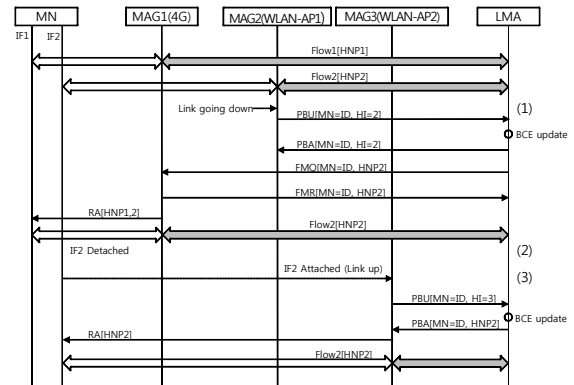 MN MAG1(4G) MAG2(WLAN-AP1) MAG3(WLAN-AP2) LMA
IF1 IF2
Flow1[HNP1]
Flow2[HNP2]
Link going down
PBU[MN=ID, HI=2] (1)
BCE update
PBA[MN=ID, HI=2]
FMQ[MN=ID, HNP2]
FMR[MN=ID, HNP2]
RA[HNP1,2]
Flow2[HNP2]
IF2 Detached (2)
IF2 Attached (Link up) (3)
PBU[MN=ID, HI=3]
BCE update
PBA[MN=ID, HNP2]
RA[HNP2]
Flow2[HNP2]